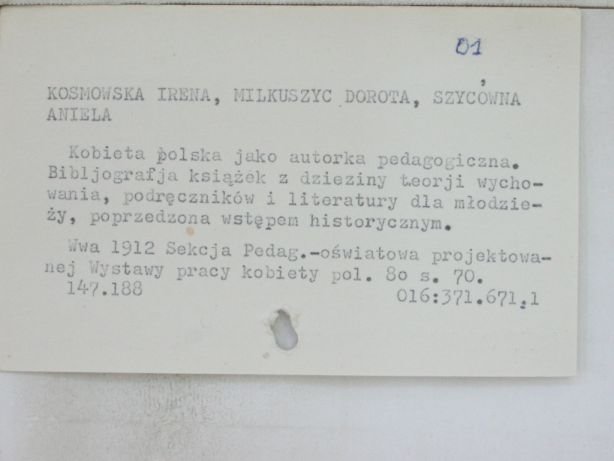 01
KOSMOWSKA IRENA, MILKUSZYC DOROTA, SZYCÓWNA
ANIELA
Kobieta polska jako autorka pedagogiczna.
Bibljografja książek z dzieziny teorji wycho-
wania, podręczników i literatury dla młodzie-
ży, poprzedzona wstępem historycznym.
Wwa 1912 Sekcja Pedag.-oświatowa projektowa-
nej Wystawy pracy kobiety pol. 8o s. 70.
147.188 016:371.671.1